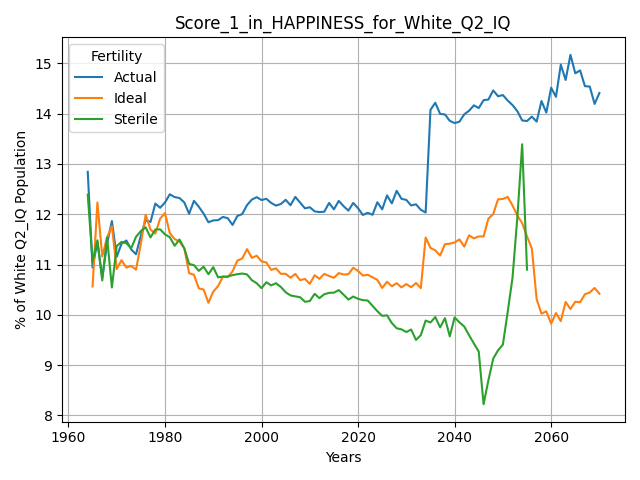 Score_1_in_HAPPINESS_for_White_Q2_IQ
Fertility
Actual
Ideal
Sterile
% of White Q2_IQ Population
15
14
13
12
11
10
9
8
1960
1980
2000
2020
2040
2060
Years